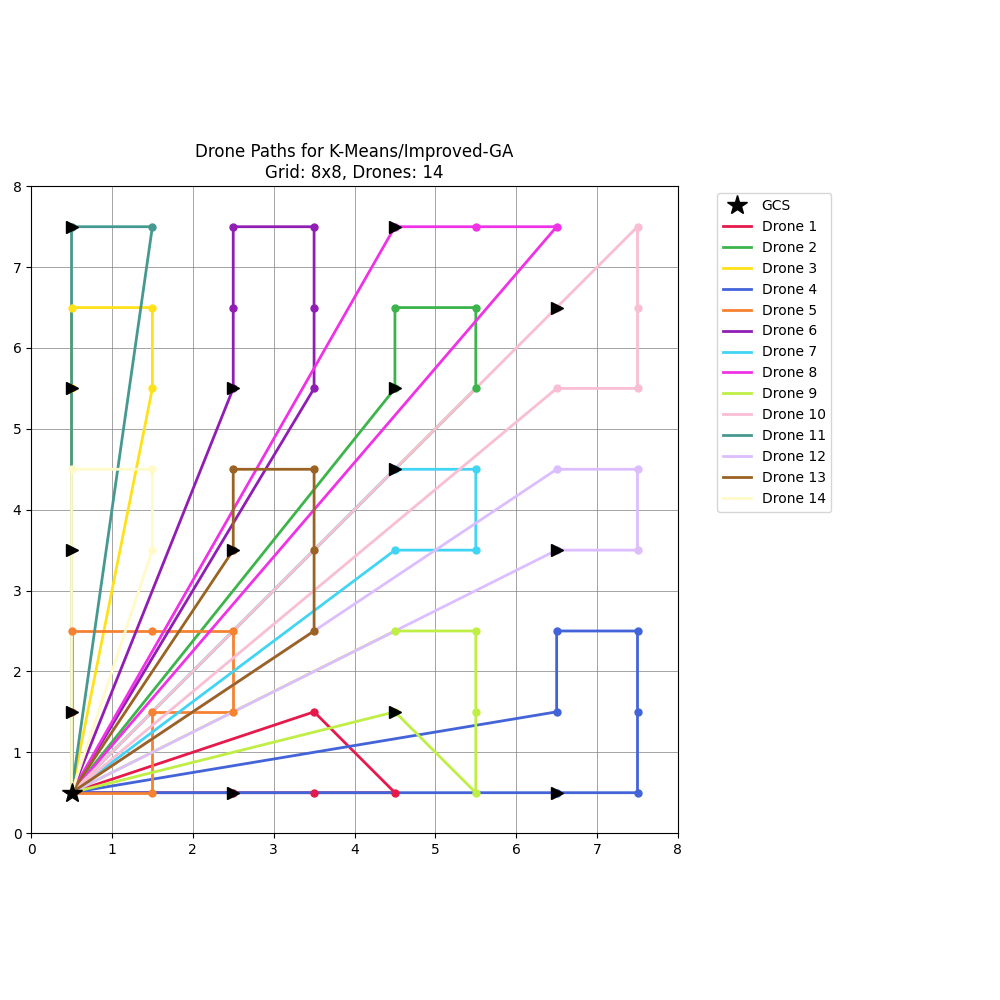 Drone Paths for K-Means/Improved-GA
Grid: 8x8, Drones: 14
8
7
6
5
4
3
2
1
0
0 1 2 3 4 5 6 7 8
GCS
Drone 1
Drone 2
Drone 3
Drone 4
Drone 5
Drone 6
Drone 7
Drone 8
Drone 9
Drone 10
Drone 11
Drone 12
Drone 13
Drone 14